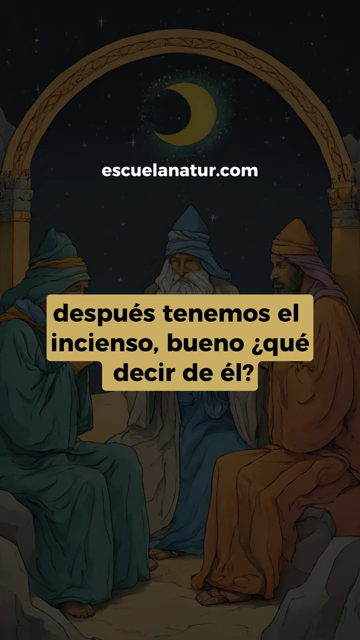 escuelanatur.com
después tenemos el
incienso, bueno ¿qué
decir de él?